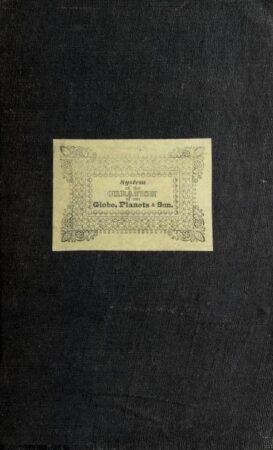 System
OF THE
CREATION
OF THE
Globe, Planets & Sun.